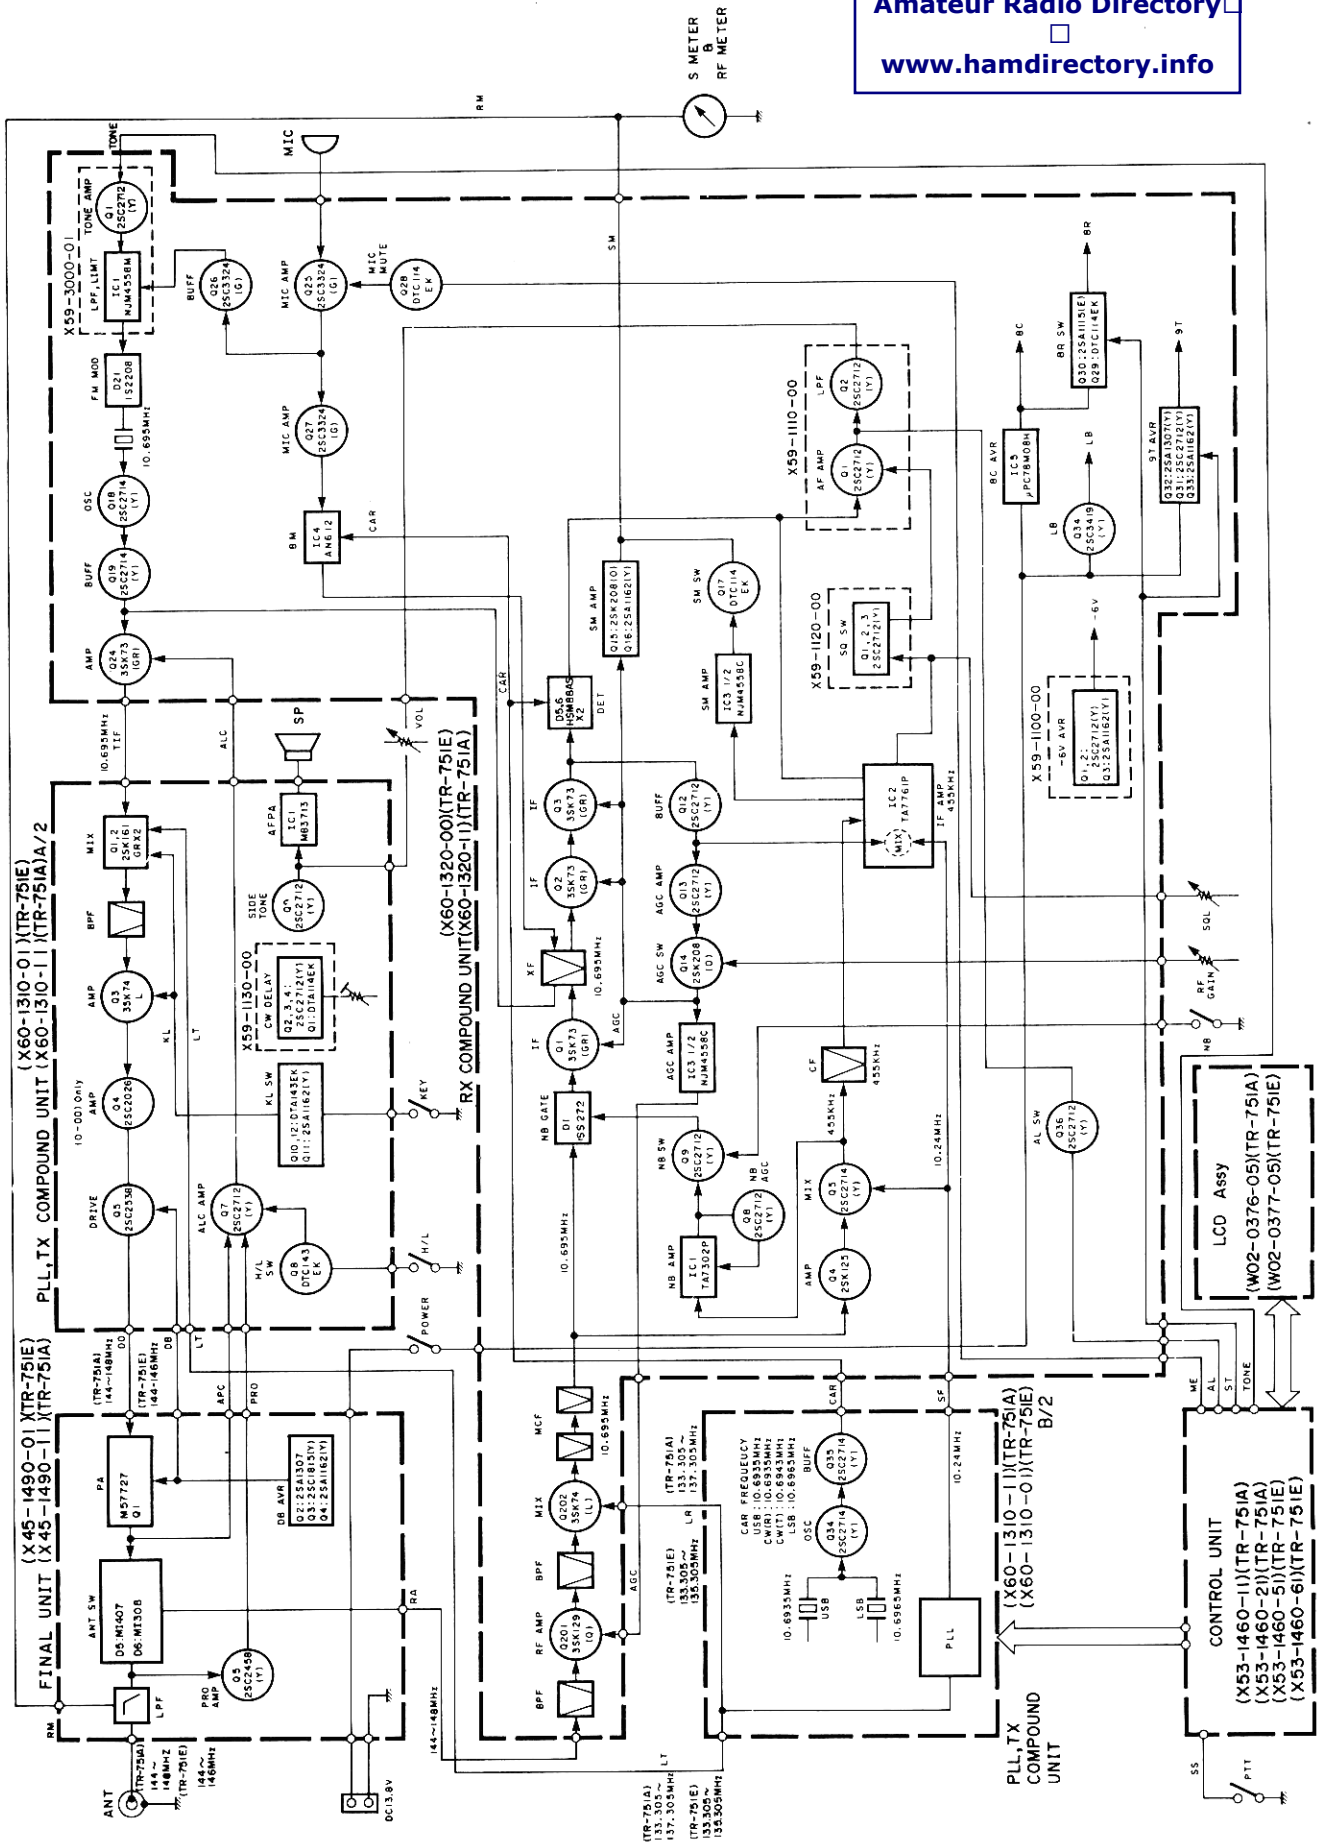 Amateur Radio Directory
www.hamdirectory.info
S METER
&
RF METER
RM
FINAL UNIT (X45-1490-01)(TR-751E)
(X45-1490-11)(TR-751A)
RM
ANT
(TR-751A)
144~
148MHZ
(TR-751E)
144~
146MHz
LPF
ANT SW
D5:MI407
D6:MI308
PA
M57727
Q1
PRO
AMP
Q5
2SC2458
(Y)
DB AVR
Q2:2SA1307
Q3:2SC1815(Y)
Q4:2SA1162(Y)
DC13.8V
RA
144~148MHz
(TR-751A)
144~148MHz
(TR-751E)
144~146MHz
DO
DB
LT
APC
PRO
POWER
PLL,TX COMPOUND UNIT
(X60-1310-01)(TR-751E)
(X60-1310-11)(TR-751A)A/2
DRIVE
Q5
2SC2538
AMP
Q4
2SC2026
10-001 Only
AMP
Q3
3SK74
L
BPF
MIX
Q1,2
2SK161
GRX2
KL
LT
KL SW
Q10,12:DTA143EK
Q11:2SA1162(Y)
X59-1130-00
CW DELAY
Q2,3,4:
2SC2712(Y)
Q1:DTA114EK
SIDE
TONE
2SC2712
(Y)
AFPA
IC1
MB3713
SP
ALC AMP
Q7
2SC2712
(Y)
H/L
SW
Q8
DTC143
EK
H/L
KEY
10.695MHz
TIF
ALC
VOL
RX COMPOUND UNIT
(X60-1320-00)(TR-751E)
(X60-1320-11)(TR-751A)
AMP
Q24
3SK73
(GR)
BUFF
Q19
2SC2714
(Y)
OSC
Q18
2SC2714
(Y)
10.695MHz
FM MOD
D21
1S2208
X59-3000-01
LPF,LIMT
IC1
NJM4558M
TONE AMP
Q1
2SC2712
(Y)
TONE
BUFF
Q26
2SC3324
(G)
MIC
MIC AMP
Q25
2SC3324
(G)
MIC
MUTE
Q28
DTC114
EK
MIC AMP
Q27
2SC3324
(G)
BM
IC4
AN612
CAR
BPF
RF AMP
Q201
3SK129
(Q)
BPF
MIX
Q202
3SK74
(L)
MCF
10.695MHz
10.695MHz
NB GATE
D1
1SS272
IF
Q1
3SK73
(GR)
AGC
XF
10.695MHz
IF
Q2
3SK73
(GR)
IF
Q3
3SK73
(GR)
CAR
D5,6
HSM88AS
X2
DET
SM AMP
Q15:2SK208(O)
Q16:2SA1162(Y)
SM
BUFF
Q12
2SC2712
(Y)
AGC AMP
Q13
2SC2712
(Y)
AGC SW
Q14
2SK208
(O)
AGC AMP
IC3 1/2
NJM4558C
SM AMP
IC3 1/2
NJM4558C
SM SW
Q17
DTC114
EK
NB SW
Q9
2SC2712
(Y)
NB
AGC
Q8
2SC2712
(Y)
NB AMP
IC1
TA7302P
AMP
Q4
2SK125
MIX
Q5
2SC2714
(Y)
455KHz
CF
455KHz
IC2
TA7761P
MIX
IF AMP
455KHz
X59-1110-00
AF AMP
Q1
2SC2712
(Y)
LPF
Q2
2SC2712
(Y)
X59-1120-00
SQ SW
Q1,2,3
2SC2712(Y)
X59-1100-00
-6V AVR
Q1,2:
2SC2712(Y)
Q3:2SA1162(Y)
-6V
LB
Q34
2SC3419
(Y)
LB
8C AVR
IC5
μPC78M08H
8C
8R SW
Q30:2SA1115(E)
Q29:DTC114EK
8R
9T AVR
Q32:2SA1307(Y)
Q31:2SC2712(Y)
Q33:2SA1162(Y)
9T
10.24MHz
NB
RF
GAIN
SQL
AL SW
Q36
2SC2712
(Y)
AGC
LT
(TR-751A)
133.305~
137.305MHz
(TR-751E)
133.305~
135.305MHz
(TR-751A)
133.305~
137.305MHz
LR
(TR-751E)
133.305~
135.305MHz
CAR FREQUECY
USB:10.6935MHz
CW(R):10.6935MHz
CW(T):10.6943MHz
LSB:10.6965MHz
OSC
Q34
2SC2714
(Y)
BUFF
Q35
2SC2714
(Y)
CAR
10.6935MHz
USB
LSB
10.6965MHz
PLL
10.24MHz
SF
(X60-1310-11)(TR-751A)
(X60-1310-01)(TR-751E)
B/2
PLL,TX
COMPOUND
UNIT
SS
PTT
CONTROL UNIT
(X53-1460-11)(TR-751A)
(X53-1460-21)(TR-751A)
(X53-1460-51)(TR-751E)
(X53-1460-61)(TR-751E)
ME
AL
ST
TONE
LCD Assy
(W02-0376-05)(TR-751A)
(W02-0377-05)(TR-751E)